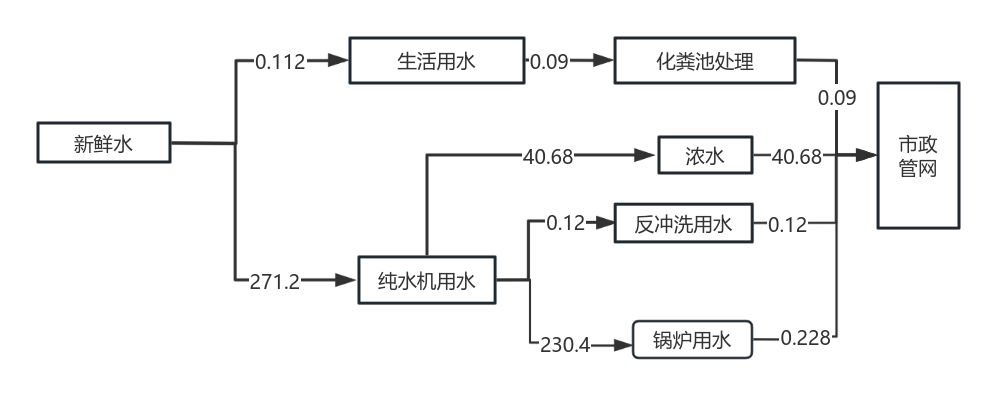 0.112
生活用水
0.09
化粪池处理
0.09
新鲜水
市政
管网
40.68
浓水
40.68
0.12
反冲洗用水
0.12
271.2
纯水机用水
230.4
锅炉用水
0.228